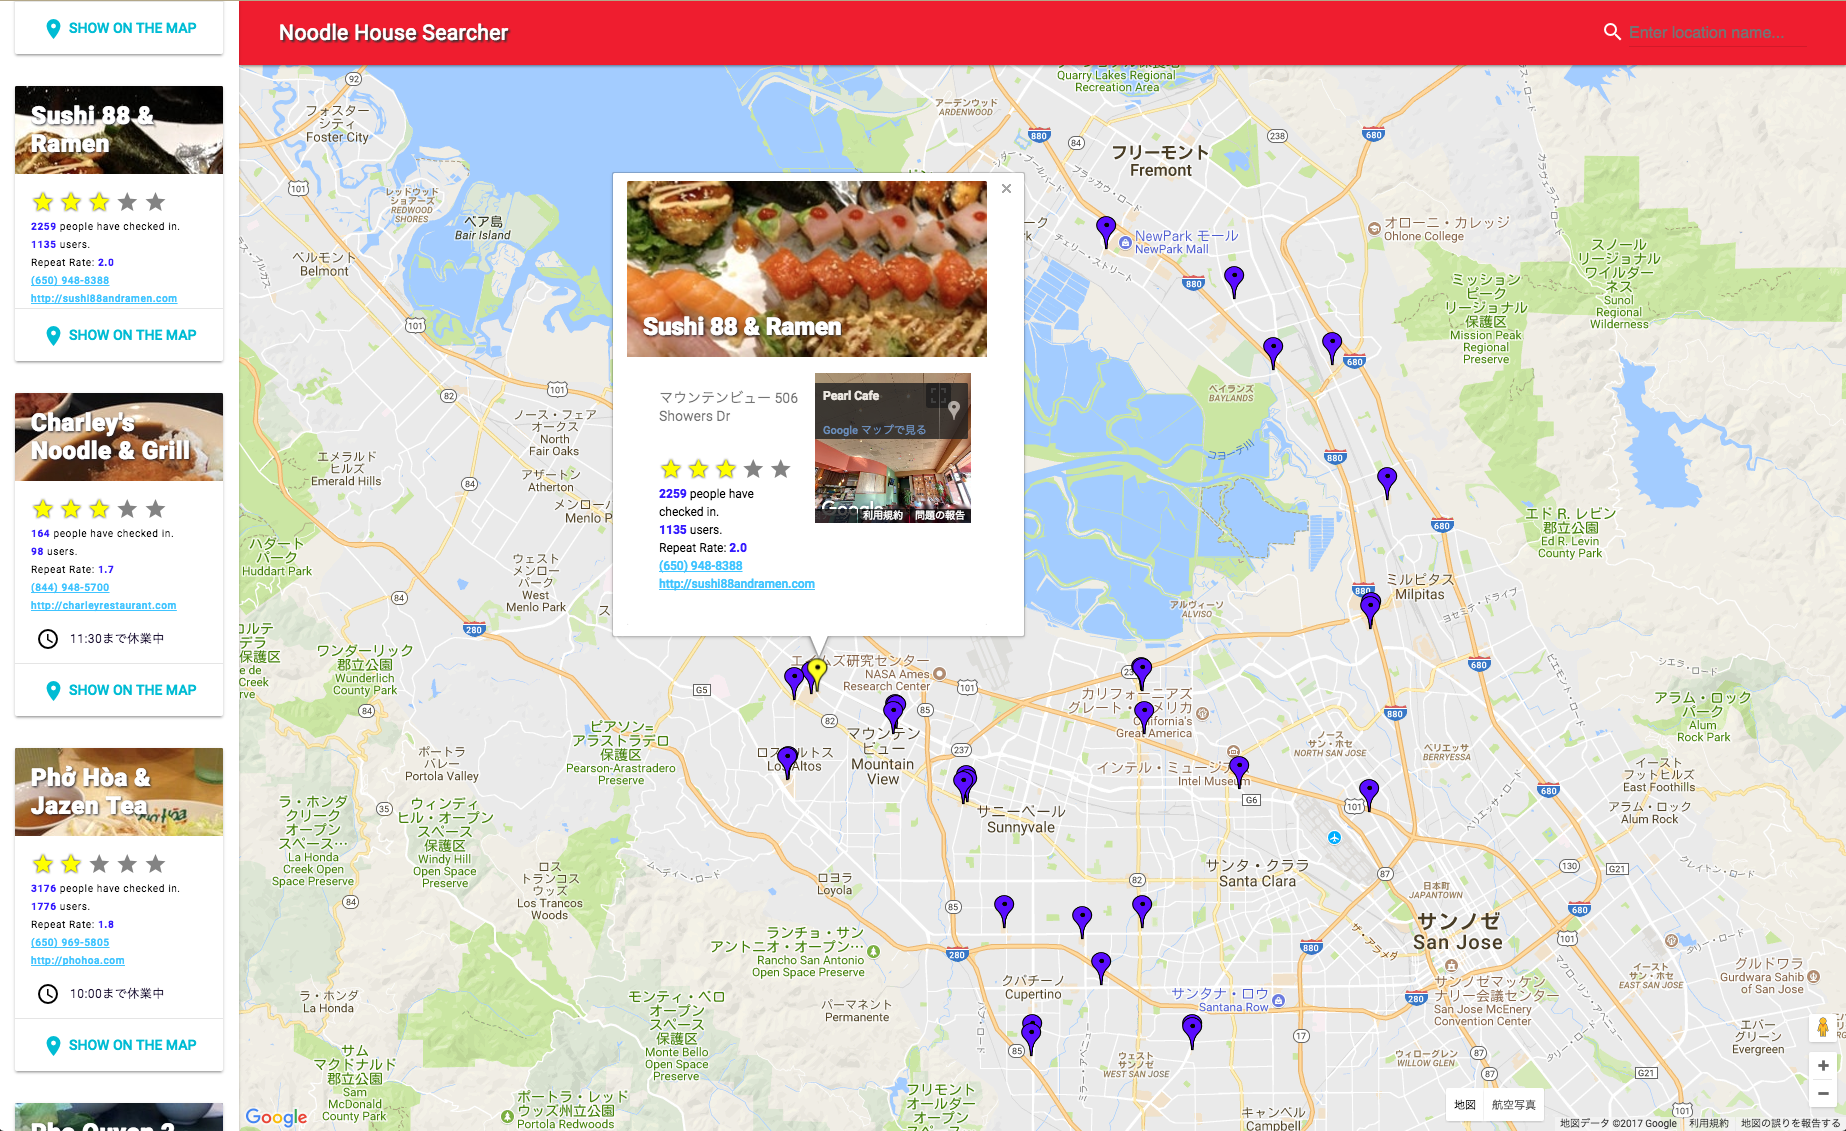 SHOW ON THE MAP
Noodle House Searcher
Enter location name...
Sushi 88 &
Ramen
2259 people have checked in.
1135 users.
Repeat Rate: 2.0
(650) 948-8388
http://sushi88andramen.com
SHOW ON THE MAP
Charley's
Noodle & Grill
164 people have checked in.
98 users.
Repeat Rate: 1.7
(844) 948-5700
http://charleyrestaurant.com
11:30まで休業中
SHOW ON THE MAP
Phở Hòa &
Jazen Tea
3176 people have checked in.
1776 users.
Repeat Rate: 1.8
(650) 969-5805
http://phohoa.com
10:00まで休業中
SHOW ON THE MAP
Pho Quyen 2
Sushi 88 & Ramen
マウンテンビュー 506
Showers Dr
2259 people have
checked in.
1135 users.
Repeat Rate: 2.0
(650) 948-8388
http://sushi88andramen.com
Pearl Cafe
Google マップで見る
Google
利用規約
問題の報告
Quarry Lakes Regional
Recreation Area
フォスター
シティ
Foster City
アーデンウッド
ARDENWOOD
フリーモント
Fremont
レッドウッド
ショアーズ
REDWOOD
SHORES
ベア島
Bair Island
ベルモント
Belmont
NewPark モール
NewPark Mall
オローニ・カレッジ
Ohlone College
スノール
リージョナル
ワイルダー
ネス
Sunol
Regional
Wilderness
ミッション
ピーク
リージョナル
保護区
Mission Peak
Regional
Preserve
ベイランズ
BAYLANDS
エメラルド
ヒルズ
Emerald Hills
ノース・フェア
オークス
North
Fair Oaks
アザートン
Atherton
メンローパ
Menlo P
ハダート
パーク
Huddart Park
ウェスト
メンロー
パーク
West
Menlo Park
エド R. レビン
郡立公園
Ed R. Levin
County Park
ミルピタス
Milpitas
アルヴィーソ
ALVISO
ワンダーリック
郡立公園
Wunderlich
County Park
エームズ研究センター
NASA Ames
Research Center
カリフォーニアズ
グレート・アメリカ
California's
Great America
アラム・ロック
パーク
Alum
Rock Park
ピアソン=
アラストラデロ
保護区
Pearson-Arastradero
Preserve
ポートラ
バレー
Portola Valley
ロスアルトス
Los Altos
マウンテン
ビュー
Mountain
View
ノース
サン・ホセ
NORTH SAN JOSE
ベリエッサ
BERRYESSA
インテル・ミュージアム
Intel Museum
イースト
フットヒルズ
East Foothills
アラム・ロック
Alum Rock
サニーベール
Sunnyvale
ラ・ホンダ
クリーク
オープン
スペース…
La Honda
Creek Open
Space Preserve
ウィンディ
ヒル・オープン
スペース
保護区
Windy Hill
Open Space
Preserve
ロス
トランコス
ウッズ
Los Trancos
Woods
ロヨラ
Loyola
サンタ・クララ
Santa Clara
日本町
JAPANTOWN
サンノゼ
San Jose
ランチョ・サン
アントニオ・オープン…
Rancho San Antonio
Open Space Preserve
クパチーノ
Cupertino
サンタナ・ロウ
Santana Row
サンノゼマッケン
ナリー会議センター
San Jose McEnery
Convention Center
イースト・
サン・ホセ
EAST SAN JOSE
グルドワラ
Gurdwara Sahib
of San Jose
ラ・ホンダ
La Honda
モンティ・ベロ
オープン
スペース
保護区
Monte Bello
Open Space
Preserve
パーマネント
Permanente
サム
マクドナルド
郡立公園
Sam
McDonald
County Park
ウェスト
サンホセ
WEST SAN JOSE
ウィローグレン
WILLOW GLEN
エバー
グリーン
Evergreen
ポートラ・レッド
ウッズ州立公園
Portola Redwoods
フリーモント
オールダー
オープン
キャンベル
Campbell
Google
地図
航空写真
地図データ ©2017 Google
利用規約
地図の誤りを報告する